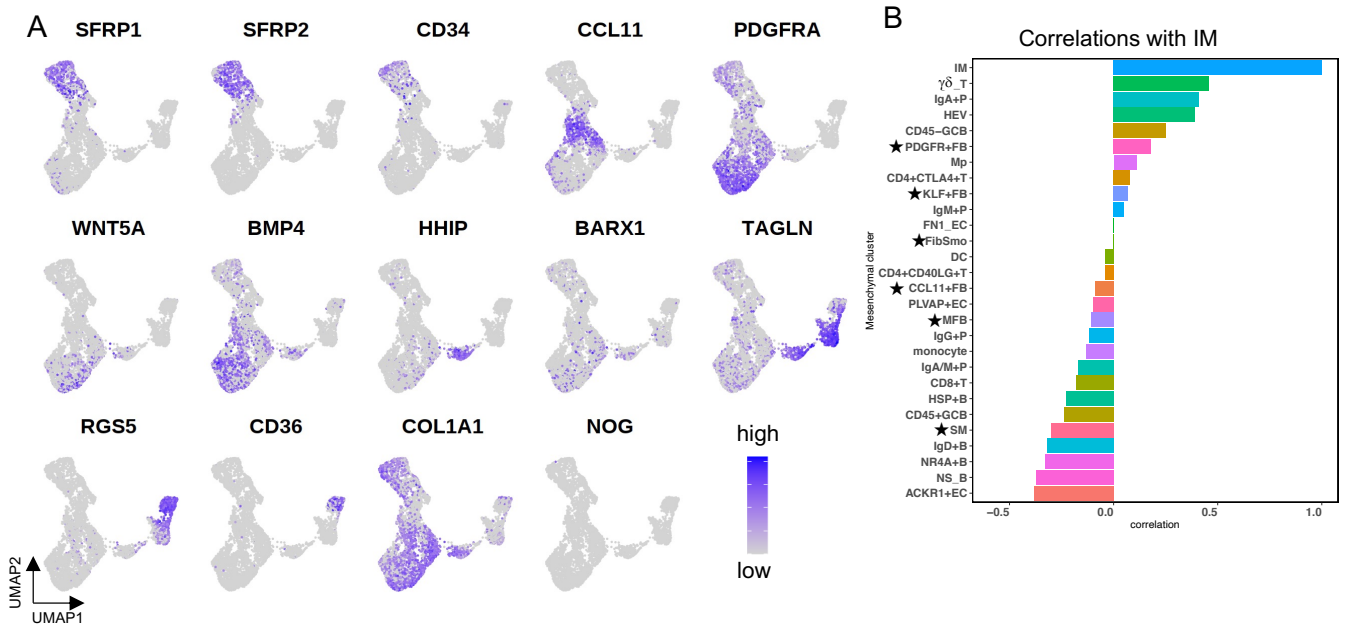 A
SFRP1 SFRP2 CD34 CCL11 PDGFRA
WNT5A BMP4 HHIP BARX1 TAGLN
RGS5 CD36 COL1A1 NOG
high
low
UMAP2
UMAP1
B
Correlations with IM
Mesenchymal cluster
IM
γδ_T
IgA+P
HEV
CD45−GCB
★PDGFR+FB
Mp
CD4+CTLA4+T
★KLF+FB
IgM+P
FN1_EC
★FibSmo
DC
CD4+CD40LG+T
★CCL11+FB
PLVAP+EC
★MFB
IgG+P
monocyte
IgA/M+P
CD8+T
HSP+B
CD45+GCB
★SM
IgD+B
NR4A+B
NS_B
ACKR1+EC
−0.5 0.0 0.5 1.0
correlation